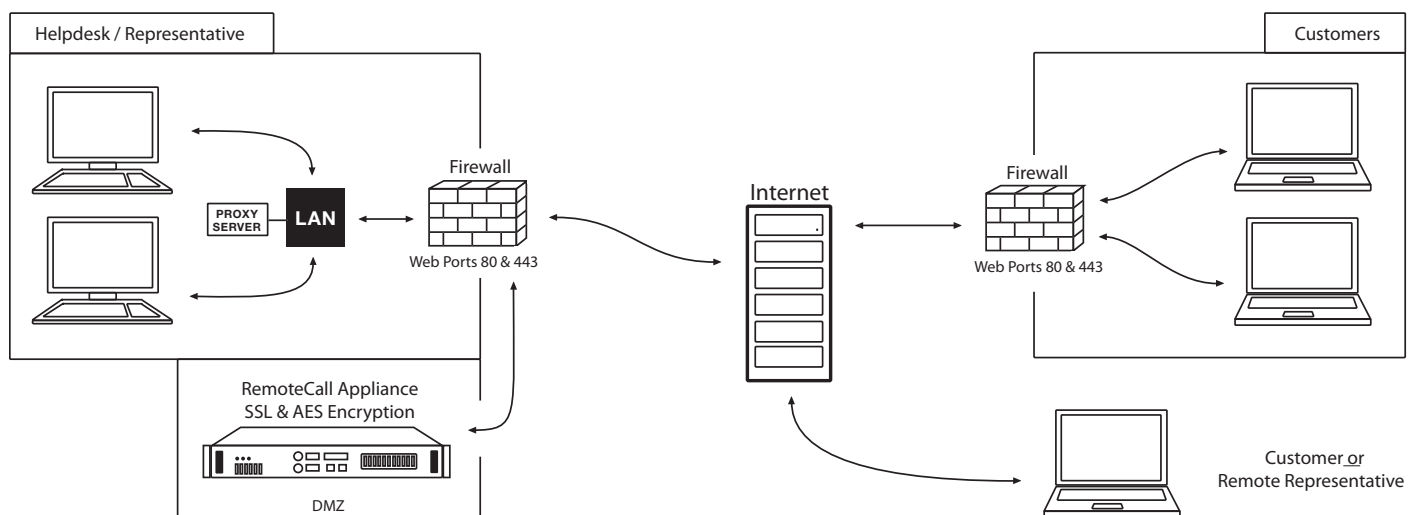 Helpdesk / Representative
Customers
Firewall
Firewall
Internet
PROXY
SERVER
LAN
Web Ports 80 & 443
Web Ports 80 & 443
RemoteCall Appliance
SSL & AES Encryption
DMZ
Customer or
Remote Representative